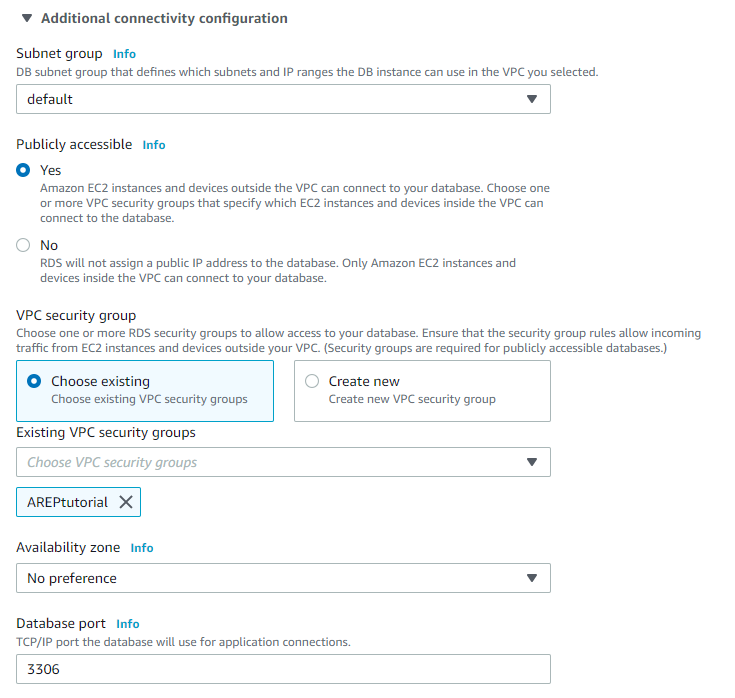 Additional connectivity configuration
Subnet group Info
DB subnet group that defines which subnets and IP ranges the DB instance can use in the VPC you selected.
default
Publicly accessible Info
Yes
Amazon EC2 instances and devices outside the VPC can connect to your database. Choose one
or more VPC security groups that specify which EC2 instances and devices inside the VPC can
connect to the database.
No
RDS will not assign a public IP address to the database. Only Amazon EC2 instances and
devices inside the VPC can connect to your database.
VPC security group
Choose one or more RDS security groups to allow access to your database. Ensure that the security group rules allow incoming
traffic from EC2 instances and devices outside your VPC. (Security groups are required for publicly accessible databases.)
Choose existing
Choose existing VPC security groups
Create new
Create new VPC security group
Existing VPC security groups
Choose VPC security groups
AREPtutorial
Availability zone Info
No preference
Database port Info
TCP/IP port the database will use for application connections.
3306